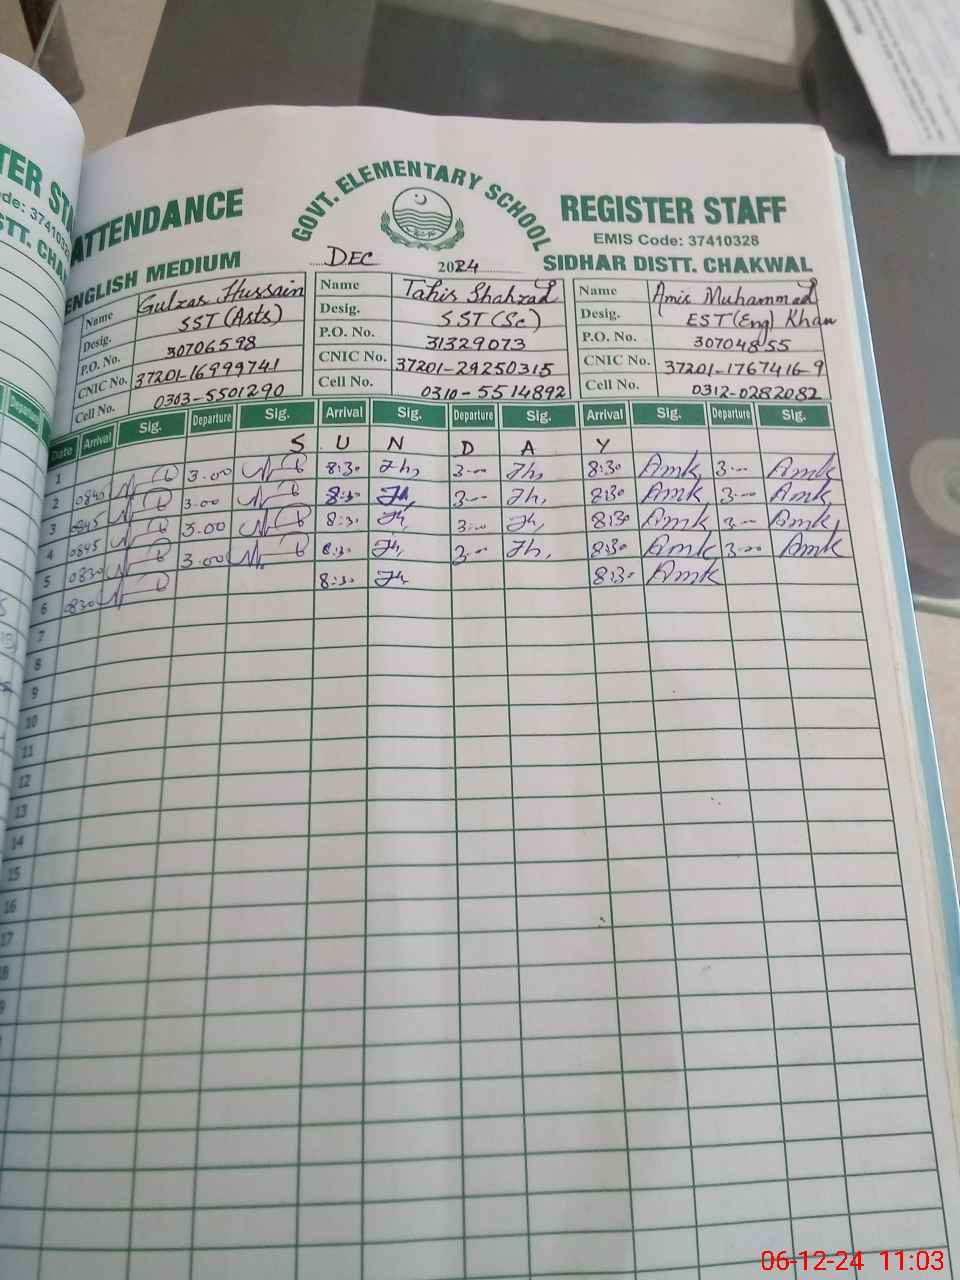 ATTENDANCE
GOVT. ELEMENTARY SCHOOL
REGISTER STAFF
EMIS Code: 37410328
ENGLISH MEDIUM
DEC 2024
SIDHAR DISTT. CHAKWAL
Name Gulzar Hussain Name Tahir Shahzad Name Amir Muhammad
Desig. SST (Arts) Desig. SST (Sc) Desig. EST (Eng) Khan
P.O. No. 30706598 P.O. No. 31329073 P.O. No. 30704855
CNIC No. 37201-16999741 CNIC No. 37201-29250315 CNIC No. 37201-1767416-9
Cell No. 0303-5501290 Cell No. 0310-5514892 Cell No. 0312-0282082
Date Arrival Sig. Departure Sig. Arrival Sig. Departure Sig. Arrival Sig. Departure Sig.
1 S U N D A Y
2 0845 3.00 8:30 3-00 8:30 Amk 3-00 Amk
3 0845 3.00 8:30 3-00 8:30 Amk 3-00 Amk
4 0845 3.00 8:30 3-00 8:30 Amk 3-00 Amk
5 0830 3.00 8:30 3-00 8:30 Amk 3-00 Amk
6 0830 8:30 8:30 Amk
7
8
9
10
11
12
13
14
15
16
17
18
06-12-24 11:03